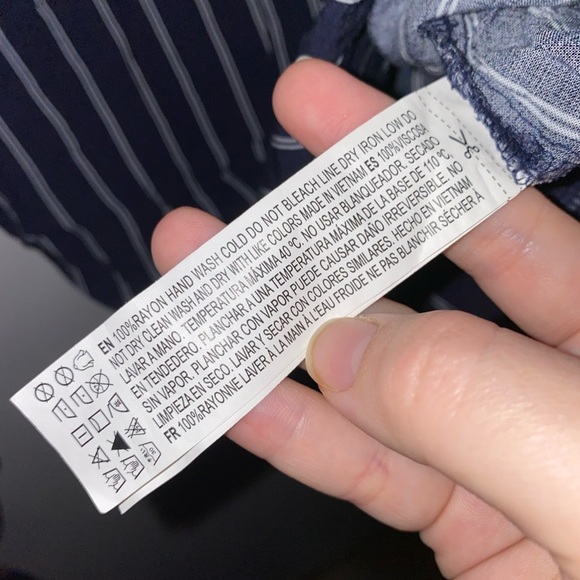 EN 100%RAYON HAND WASH COLD DO NOT BLEACH LINE DRY IRON LOW DO
NOT DRY CLEAN WASH AND DRY WITH LIKE COLORS MADE IN VIETNAM ES 100%VISCOSA
LAVAR A MANO. TEMPERATURA MÁXIMA 40 ºC. NO USAR BLANQUEADOR. SECADO
EN TENDEDERO. PLANCHAR A UNA TEMPERATURA MÁXIMA DE LA BASE DE 110 ºC.
SIN VAPOR. PLANCHAR CON VAPOR PUEDE CAUSAR DAÑO IRREVERSIBLE. NO
LIMPIEZA EN SECO. LAVAR Y SECAR CON COLORES SIMILARES. HECHO EN VIETNAM
FR 100%RAYONNE LAVER À LA MAIN À L'EAU FROIDE NE PAS BLANCHIR SÉCHER À